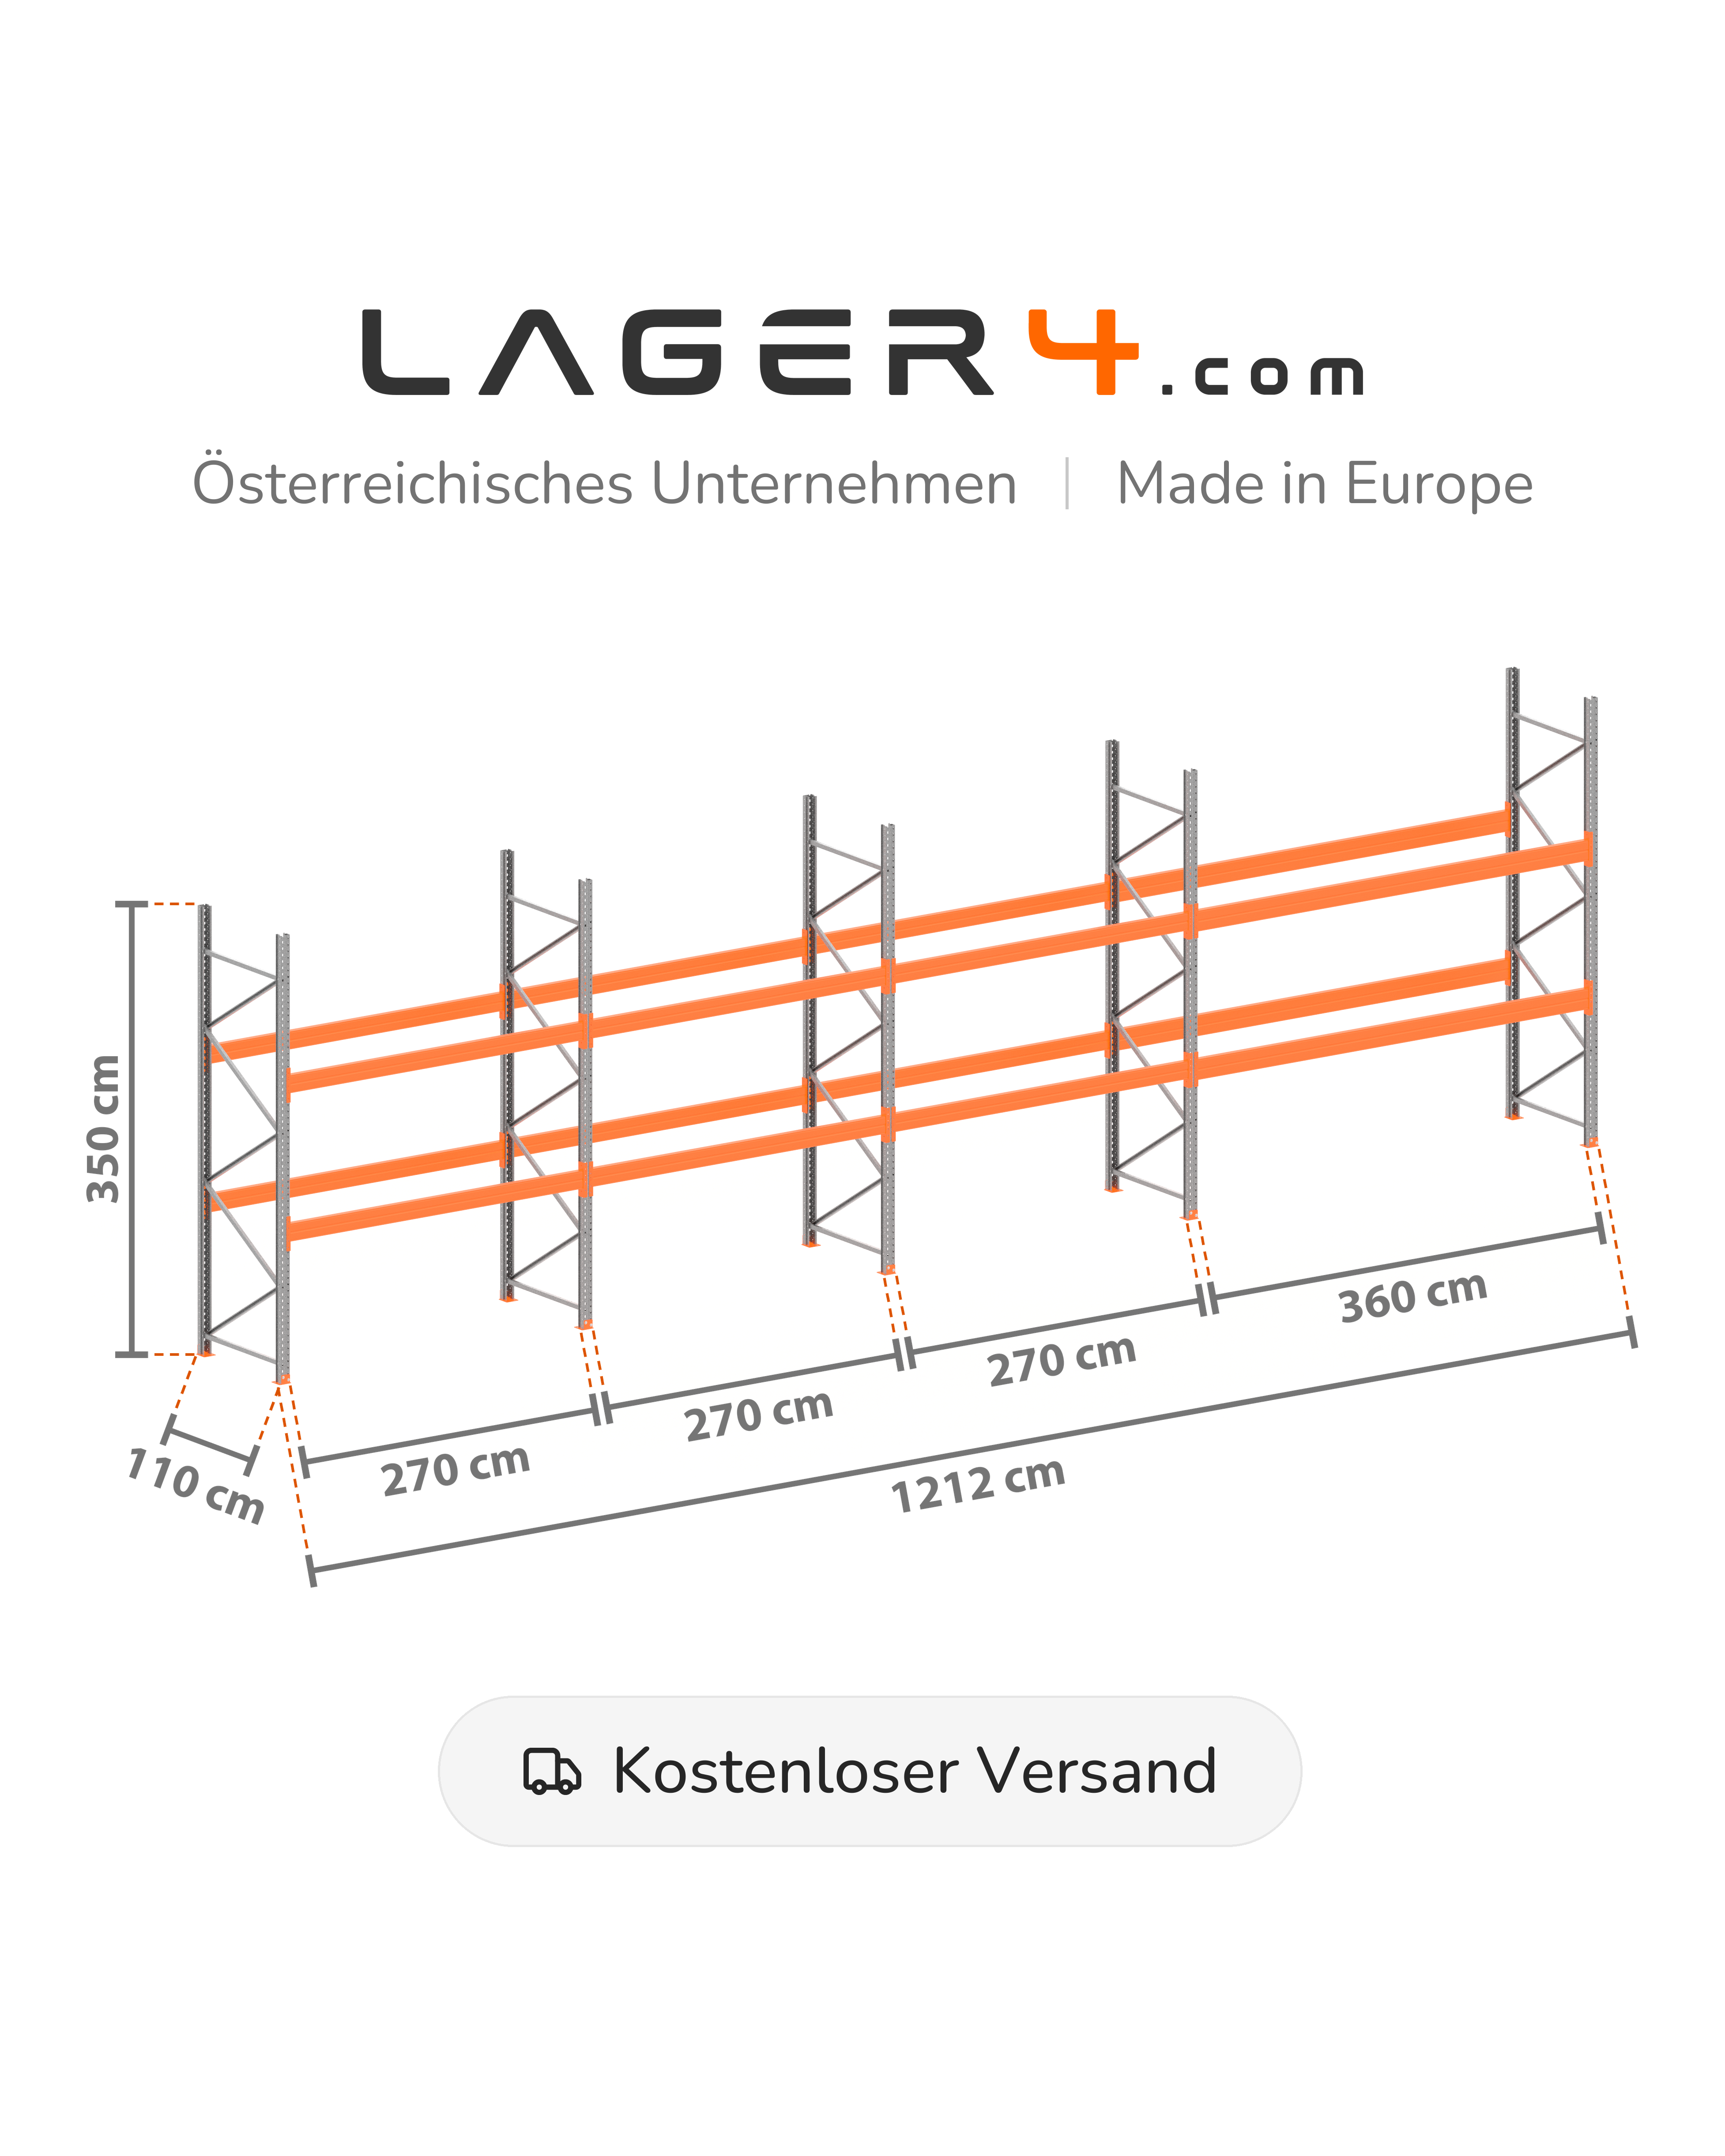 LAGER4.com
Österreichisches Unternehmen | Made in Europe
350 cm
110 cm
270 cm
270 cm
270 cm
360 cm
1212 cm
Kostenloser Versand